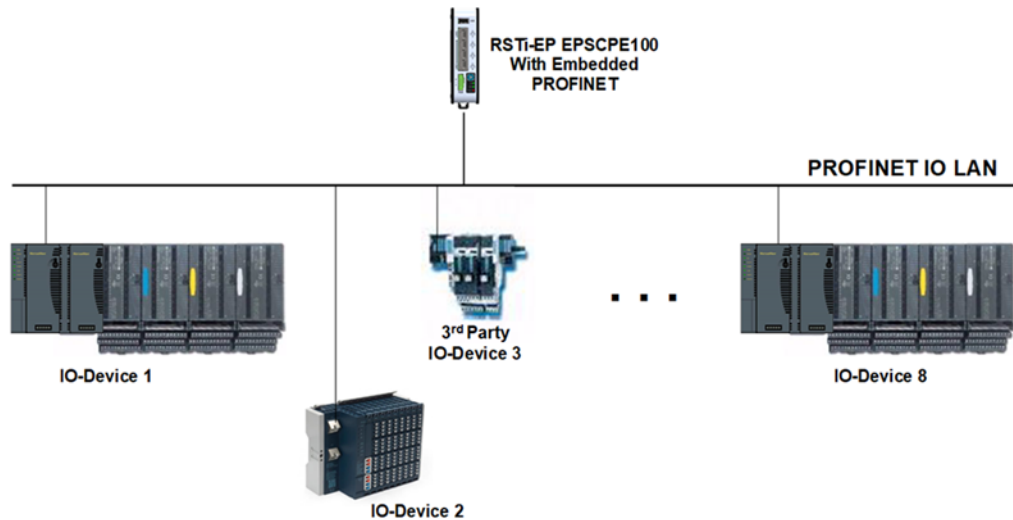 RSTi-EP EPSCPE100
With Embedded
PROFINET
PROFINET IO LAN
3rd Party
IO-Device 3
IO-Device 1
IO-Device 8
IO-Device 2